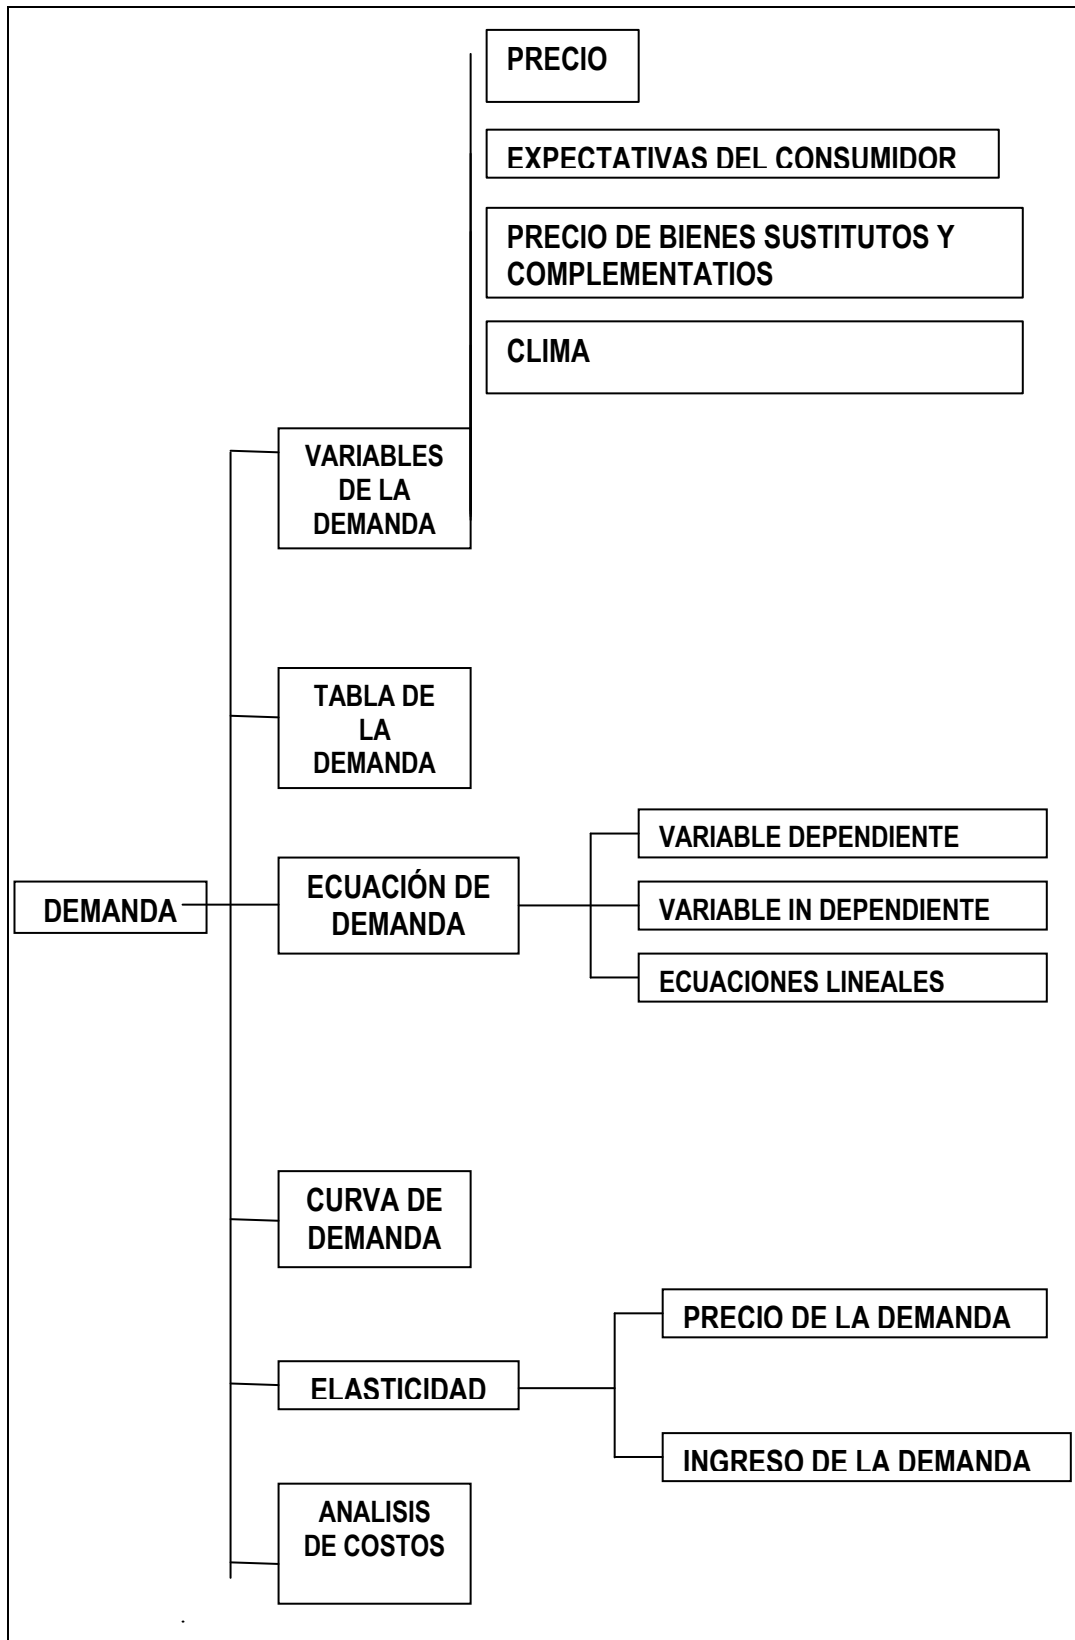 PRECIO
EXPECTATIVAS DEL CONSUMIDOR
PRECIO DE BIENES SUSTITUTOS Y
COMPLEMENTATIOS
CLIMA
VARIABLES
DE LA
DEMANDA
TABLA DE
LA
DEMANDA
DEMANDA
ECUACIÓN DE
DEMANDA
VARIABLE DEPENDIENTE
VARIABLE IN DEPENDIENTE
ECUACIONES LINEALES
CURVA DE
DEMANDA
ELASTICIDAD
PRECIO DE LA DEMANDA
INGRESO DE LA DEMANDA
ANALISIS
DE COSTOS